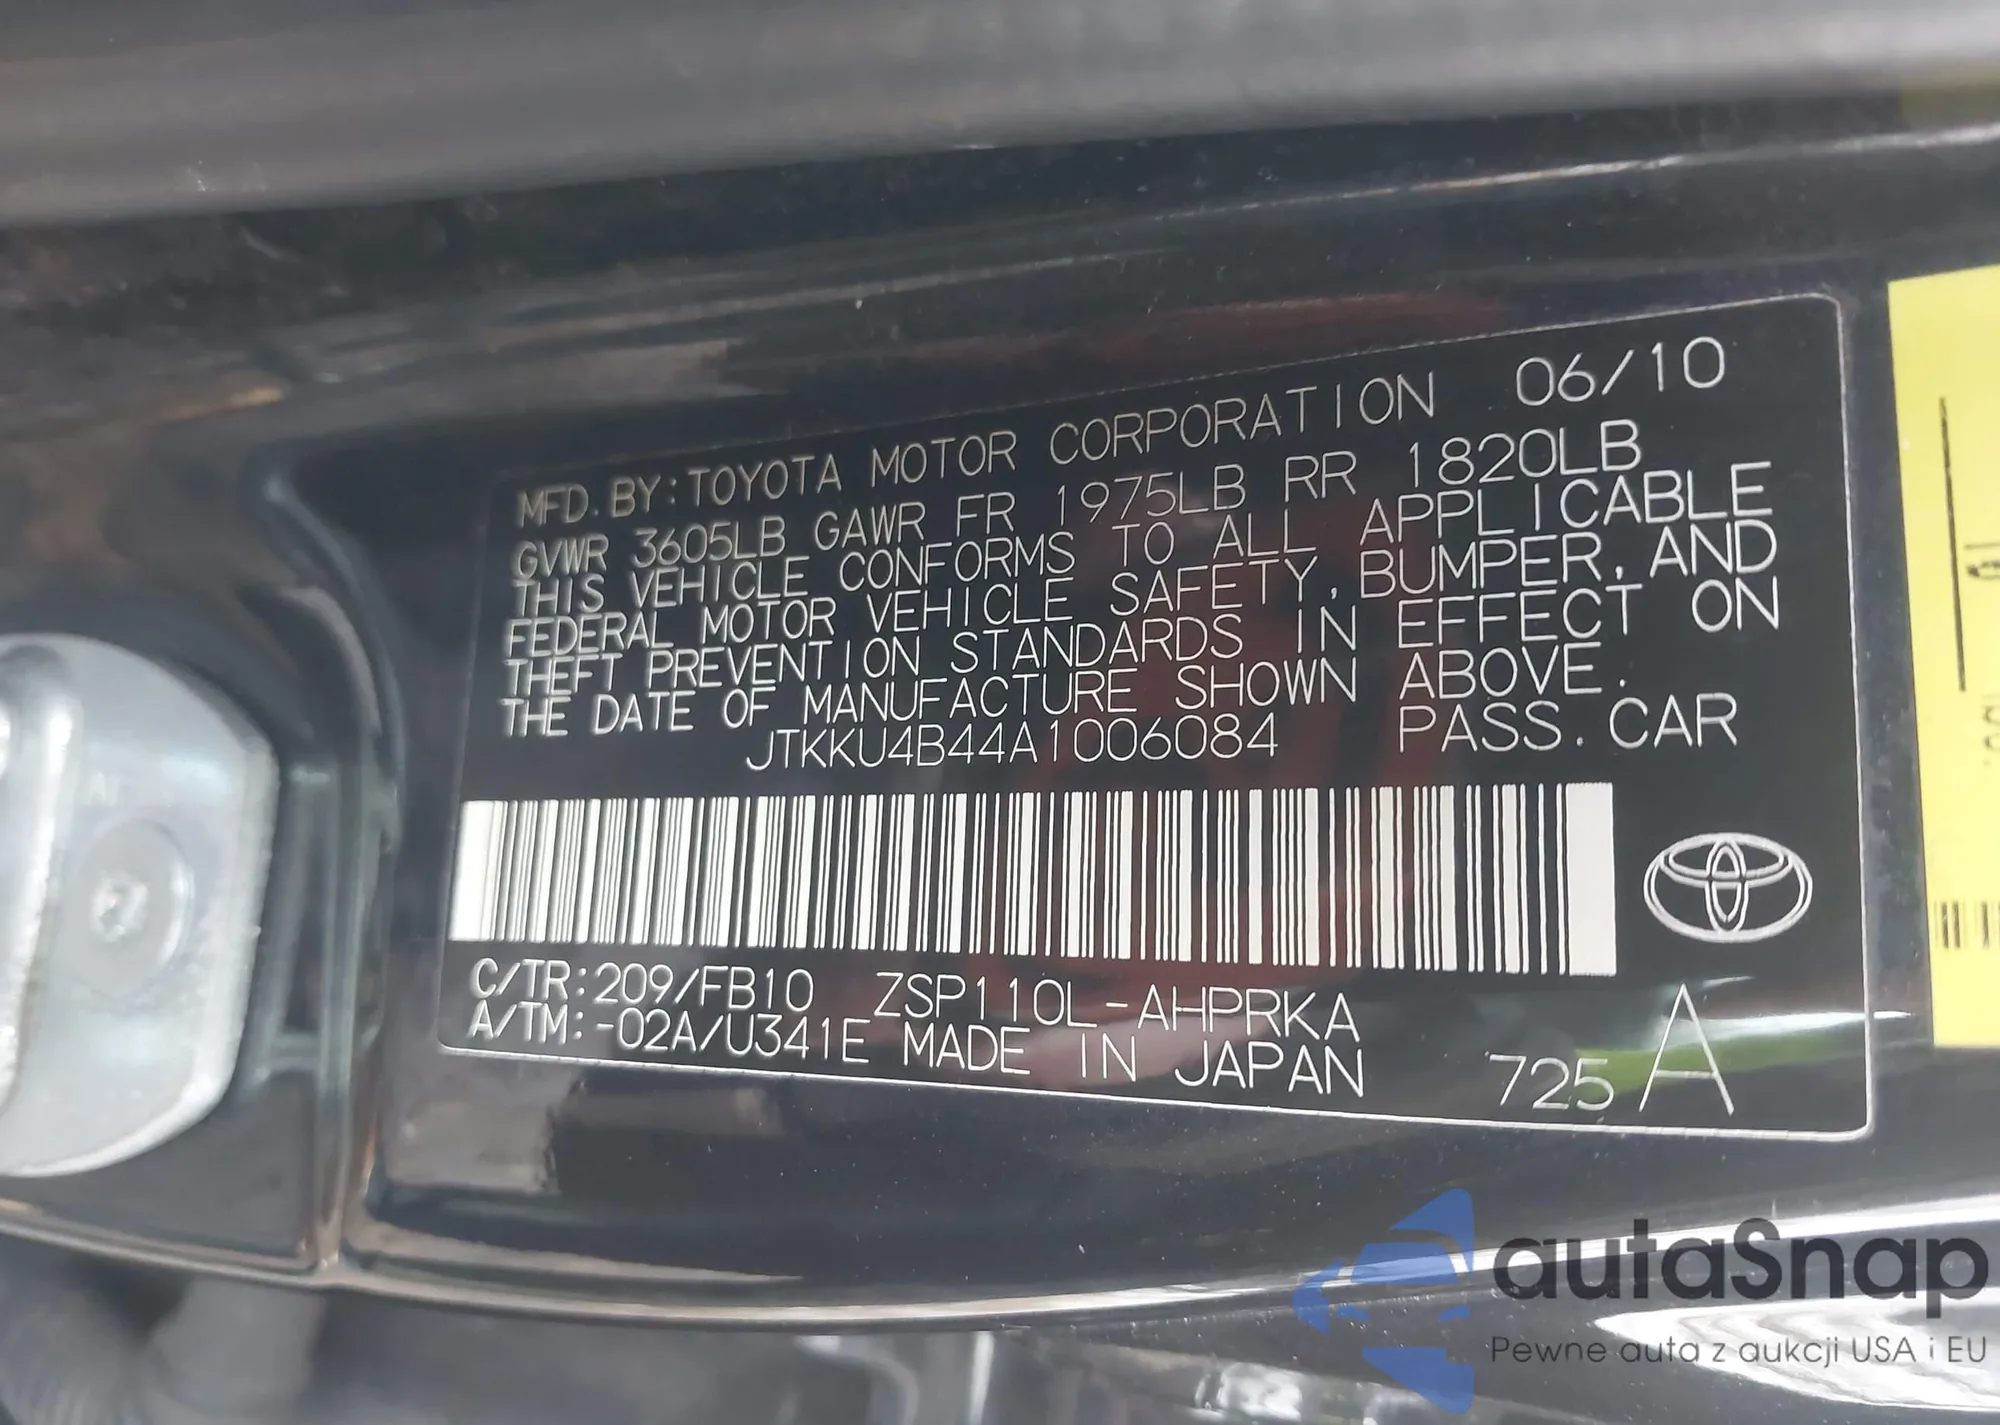 MFD. BY: TOYOTA MOTOR CORPORATION 06/10
GVWR 3605LB GAWR FR 1975LB RR 1820LB
THIS VEHICLE CONFORMS TO ALL APPLICABLE
FEDERAL MOTOR VEHICLE SAFETY, BUMPER, AND
THEFT PREVENTION STANDARDS IN EFFECT ON
THE DATE OF MANUFACTURE SHOWN ABOVE.
JTKKU4B44A1006084 PASS. CAR
C/TR: 209/FB10 ZSP110L-AHPRKA
A/TM: -02A/U341E MADE IN JAPAN 725 A
autaSnap
Pewne auta z aukcji USA i EU